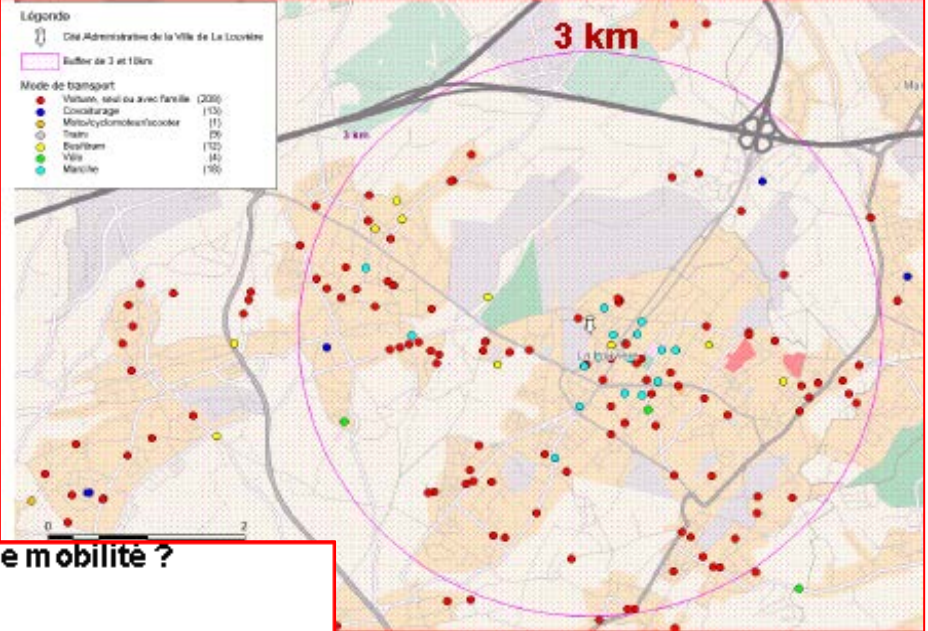 Légende
Cité Administrative de la Ville de La Louvière
Buffer de 3 et 10km
Mode de transport
Voiture, seul ou avec famille (208)
Covoiturage (13)
Moto/cyclomoteur/scooter (1)
Train (9)
Bus/tram (12)
Vélo (4)
Marche (18)
3 km
3 km
La Louvière
0 2
e mobilité ?